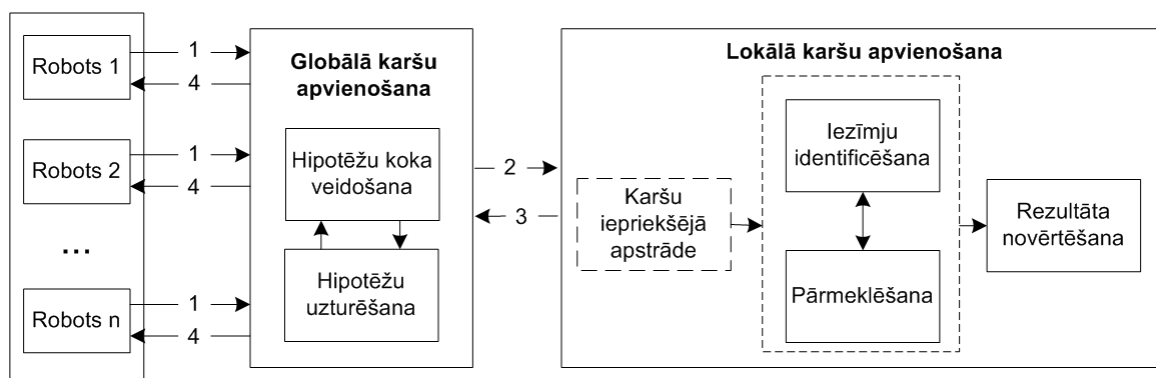 Robots 1
1
4
Robots 2
1
4
...
Robots n
1
4
Globālā karšu
apvienošana
Hipotēžu koka
veidošana
Hipotēžu
uzturēšana
2
3
Lokālā karšu apvienošana
Karšu
iepriekšējā
apstrāde
Iezīmju
identificēšana
Pārmeklēšana
Rezultāta
novērtēšana